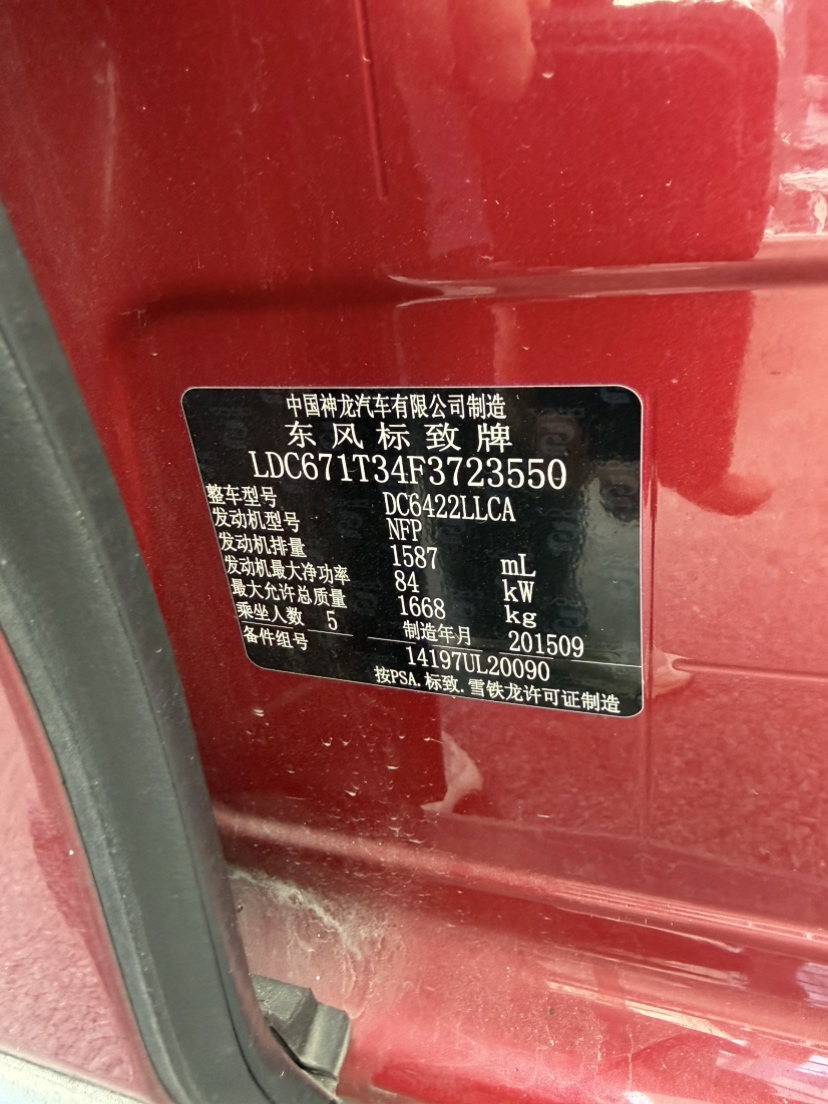 中国神龙汽车有限公司制造
东风标致牌
LDC671T34F3723550
整车型号 DC6422LLCA
发动机型号 NFP
发动机排量 1587 mL
发动机最大净功率 84 kW
最大允许总质量 1668 kg
乘坐人数 5 制造年月 201509
备件组号 14197UL20090
按PSA.标致.雪铁龙许可证制造